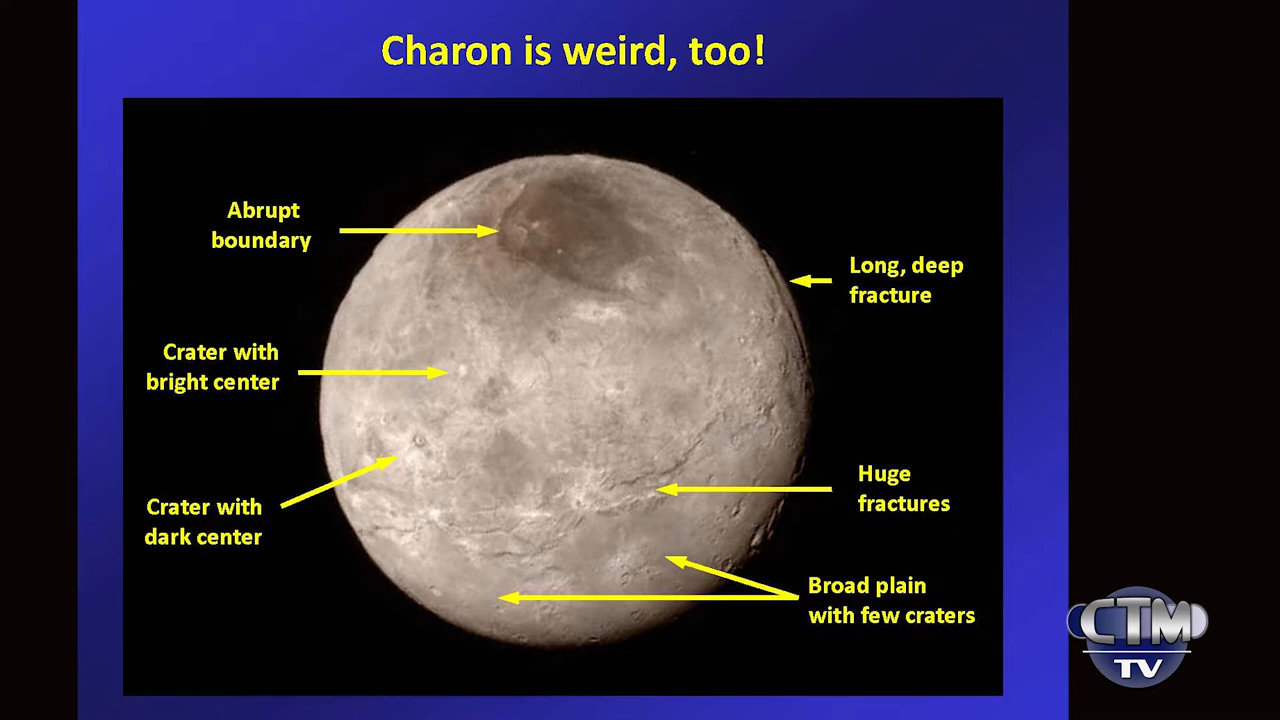 Charon is weird, too!
Abrupt
boundary
Long, deep
fracture
Crater with
bright center
Huge
fractures
Crater with
dark center
Broad plain
with few craters
CTM
TV